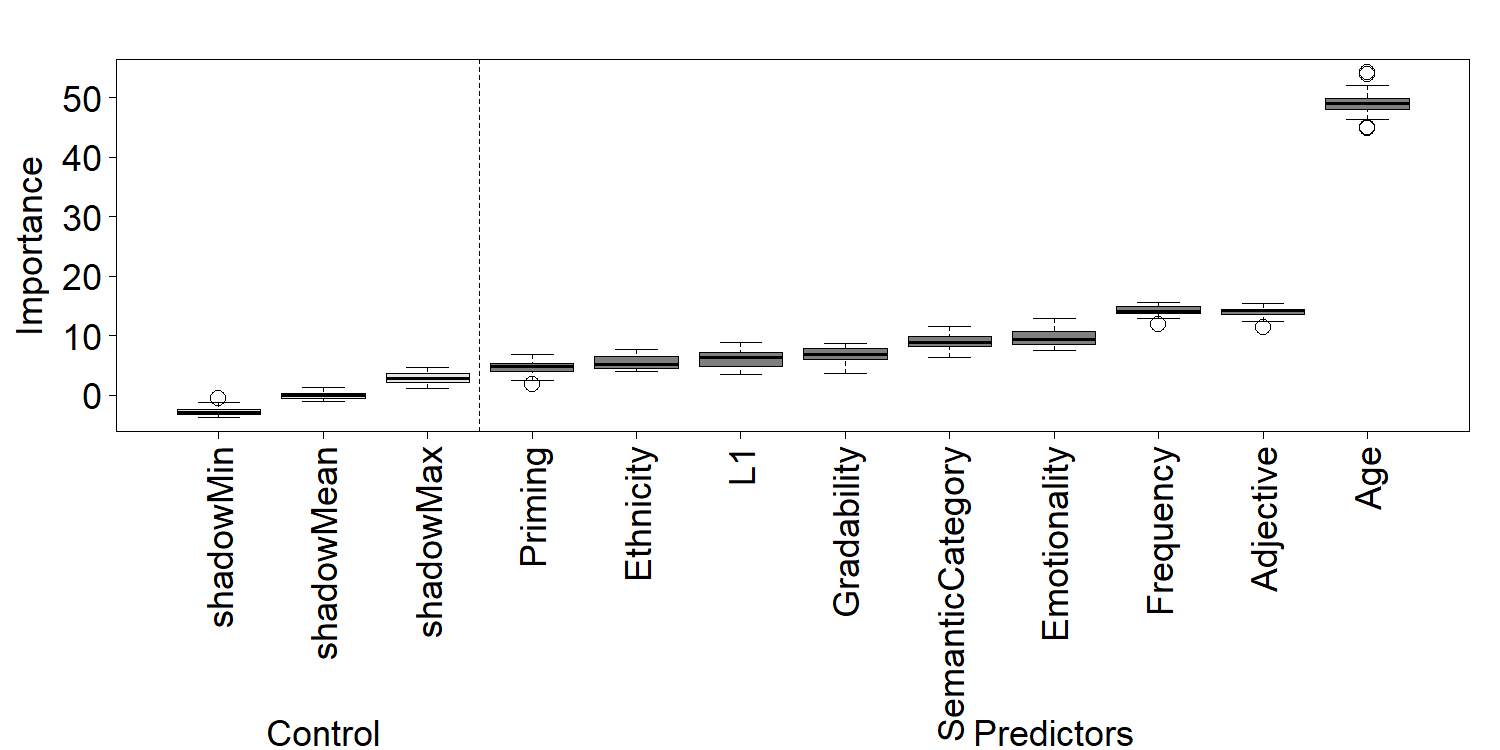 Importance
50
40
30
20
10
0
shadowMin
shadowMean
shadowMax
Priming
Ethnicity
L1
Gradability
SemanticCategory
Emotionality
Frequency
Adjective
Age
Control
Predictors